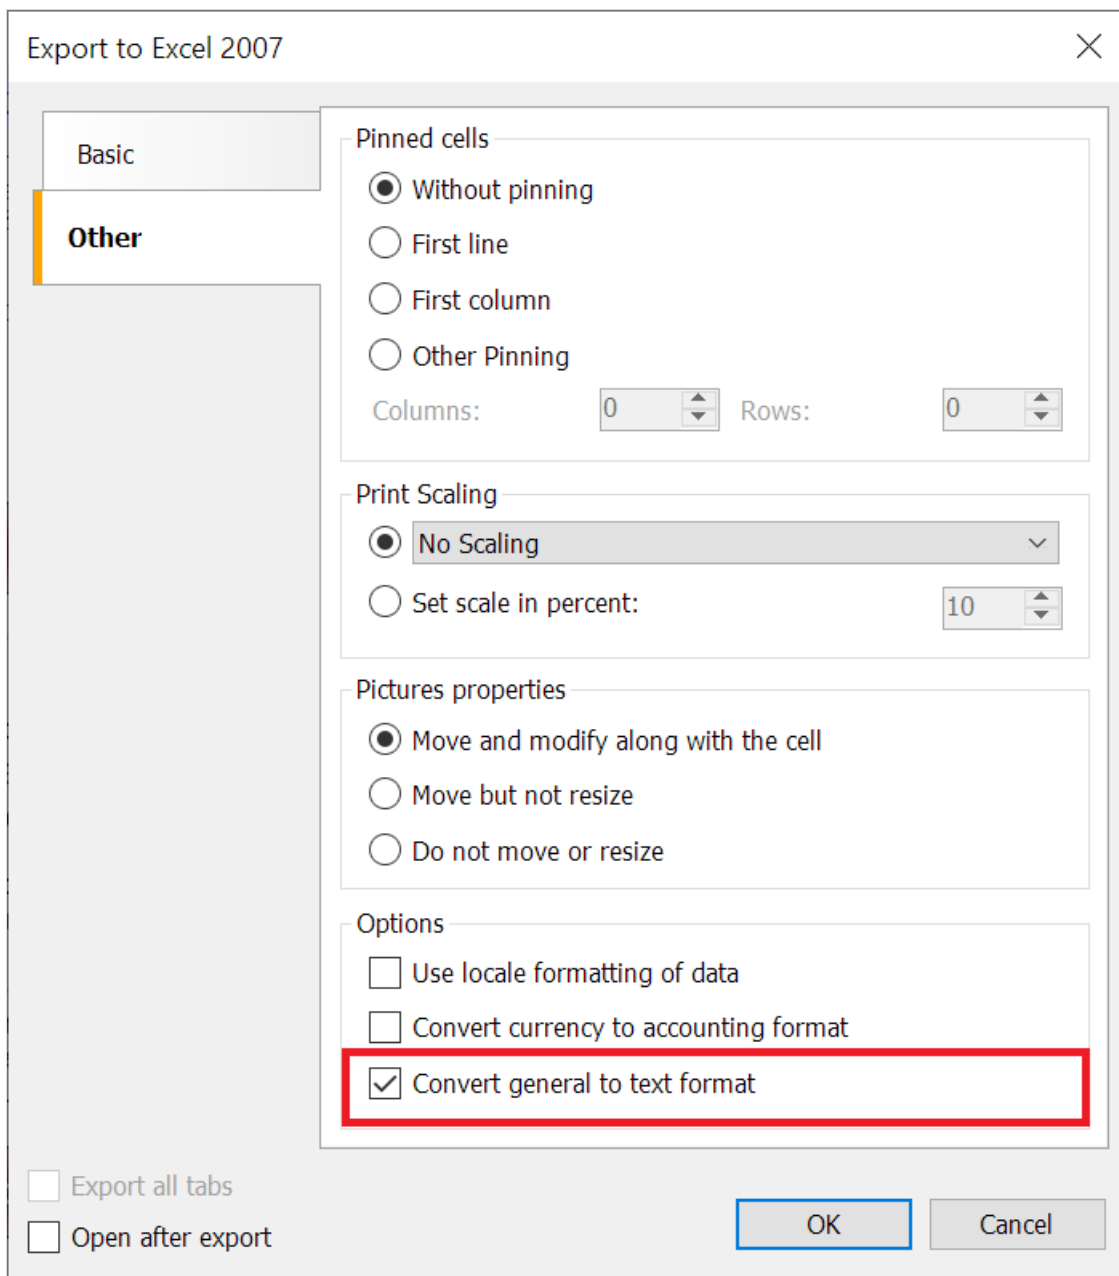 Export to Excel 2007
Basic
Other
Pinned cells
Without pinning
First line
First column
Other Pinning
Columns: 0 Rows: 0
Print Scaling
No Scaling
Set scale in percent: 10
Pictures properties
Move and modify along with the cell
Move but not resize
Do not move or resize
Options
Use locale formatting of data
Convert currency to accounting format
Convert general to text format
Export all tabs
Open after export
OK Cancel